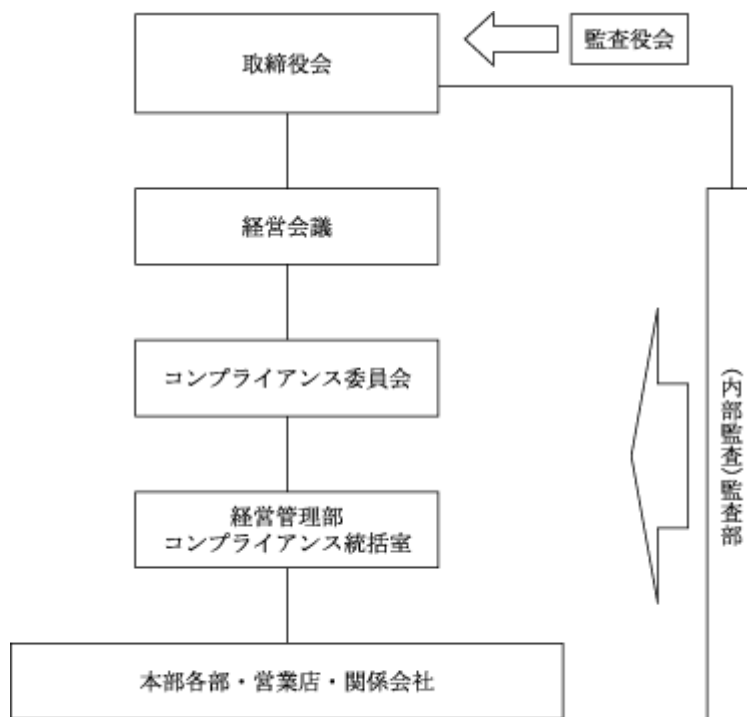 取締役会
監査役会
経営会議
コンプライアンス委員会
経営管理部
コンプライアンス統括室
本部各部・営業店・関係会社
(内部監査)監査部